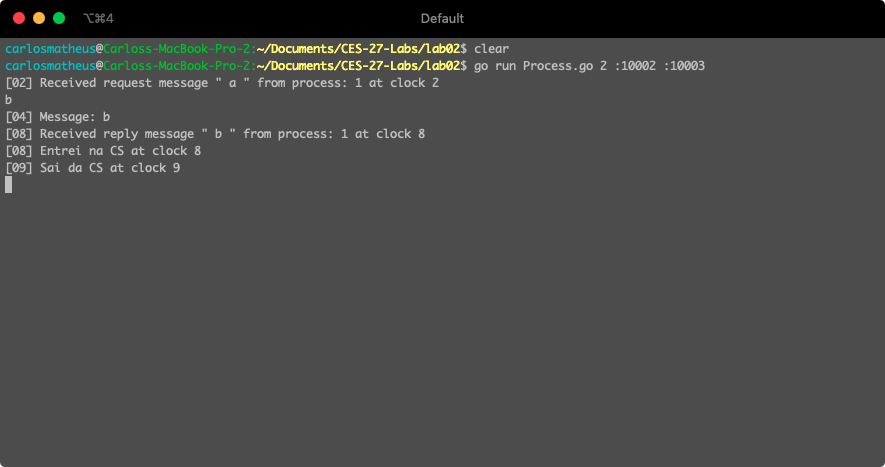 ⌥⌘4
Default
carlosmatheus@Carloss-MacBook-Pro-2:~/Documents/CES-27-Labs/lab02$ clear
carlosmatheus@Carloss-MacBook-Pro-2:~/Documents/CES-27-Labs/lab02$ go run Process.go 2 :10002 :10003
[02] Received request message " a " from process: 1 at clock 2
b
[04] Message: b
[08] Received reply message " b " from process: 1 at clock 8
[08] Entrei na CS at clock 8
[09] Sai da CS at clock 9